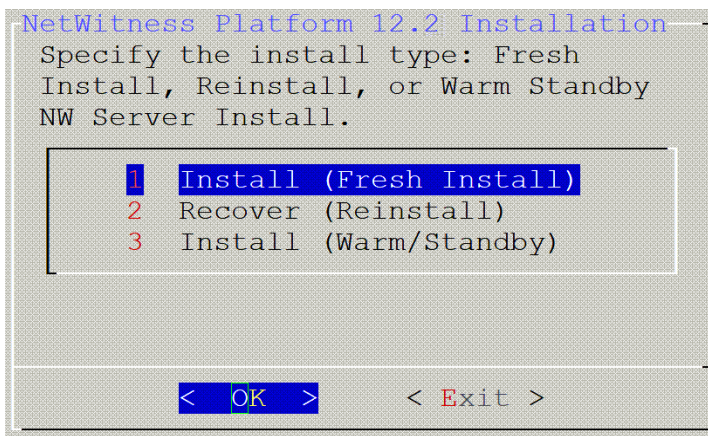 NetWitness Platform 12.2 Installation
Specify the install type: Fresh
Install, Reinstall, or Warm Standby
NW Server Install.
1 Install (Fresh Install)
2 Recover (Reinstall)
3 Install (Warm/Standby)
< OK > < Exit >